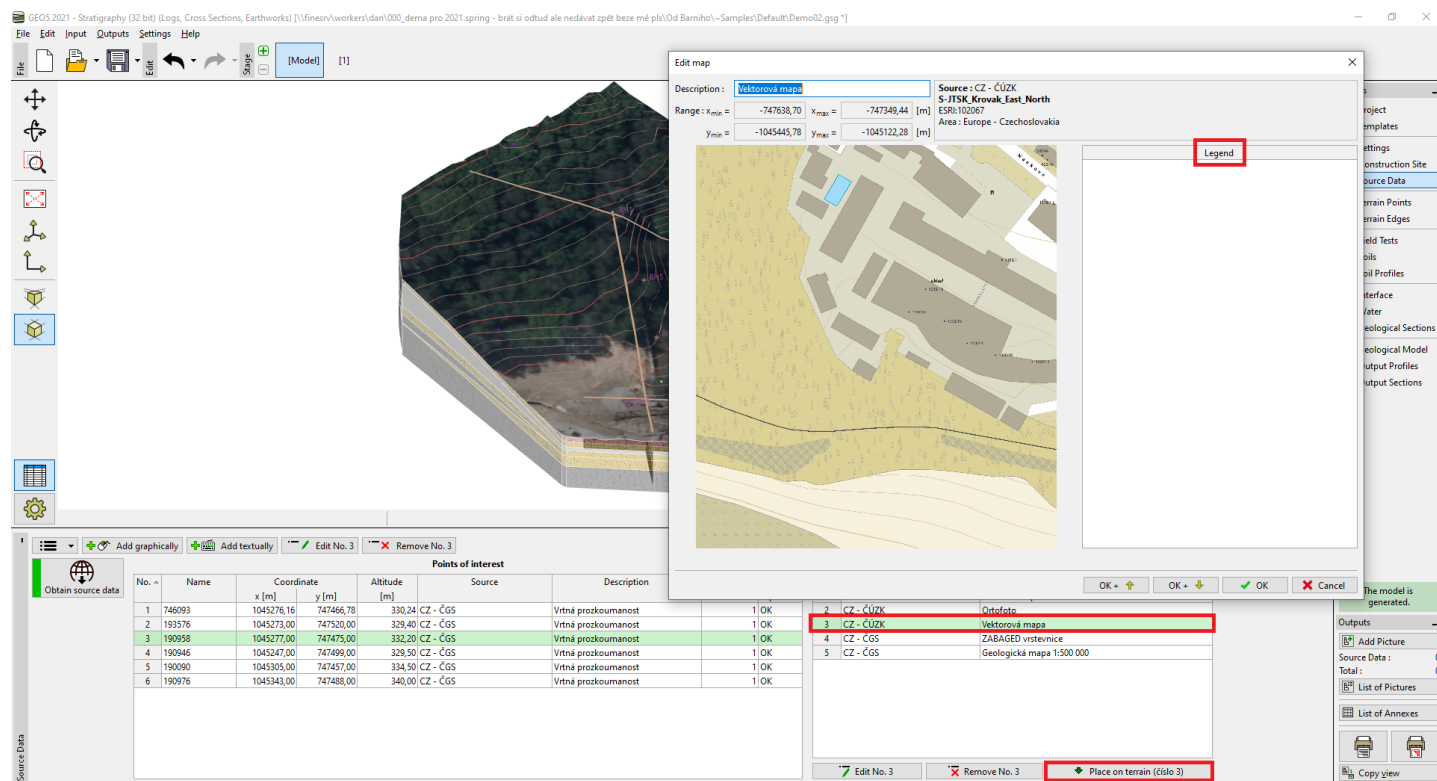 GEO5 2021 - Stratigraphy (32 bit) (Logs, Cross Sections, Earthworks) [\\finesrv\workers\dan\000_dema pro 2021.spring - brát si odtud ale nedávat zpět beze mé pls\Od Barniho\~Samples\Default\Demo02.gsg *]
File Edit Input Outputs Settings Help
File
Edit
Stage
[Model] [1]
Edit map
Description : Vektorová mapa
Source : CZ - ČÚZK
S-JTSK_Krovak_East_North
ESRI:102067
Area : Europe - Czechoslovakia
Range : xmin = -747638,70 xmax = -747349,44 [m]
ymin = -1045445,78 ymax = -1045122,28 [m]
Legend
OK + OK + OK Cancel
s
roject
emplates
ettings
onstruction Site
ource Data
errain Points
errain Edges
ield Tests
oils
oil Profiles
nterface
Vater
eological Sections
eological Model
utput Profiles
utput Sections
The model is
generated.
Outputs
Add Picture
Source Data :
Total :
List of Pictures
List of Annexes
Copy view
Add graphically Add textually Edit No. 3 Remove No. 3
Obtain source data
Points of interest
No. Name Coordinate Altitude Source Description
x [m] y [m] [m]
1 746093 1045276,16 747466,78 330,24 CZ - ČGS Vrtná prozkoumanost 1 OK
2 193576 1045273,00 747520,00 329,40 CZ - ČGS Vrtná prozkoumanost 1 OK
3 190958 1045277,00 747475,00 332,20 CZ - ČGS Vrtná prozkoumanost 1 OK
4 190946 1045247,00 747499,00 329,50 CZ - ČGS Vrtná prozkoumanost 1 OK
5 190090 1045305,00 747457,00 334,50 CZ - ČGS Vrtná prozkoumanost 1 OK
6 190976 1045343,00 747488,00 340,00 CZ - ČGS Vrtná prozkoumanost 1 OK
2 CZ - ČÚZK Ortofoto
3 CZ - ČÚZK Vektorová mapa
4 CZ - ČGS ZABAGED vrstevnice
5 CZ - ČGS Geologická mapa 1:500 000
Edit No. 3 Remove No. 3 Place on terrain (číslo 3)
Source Data